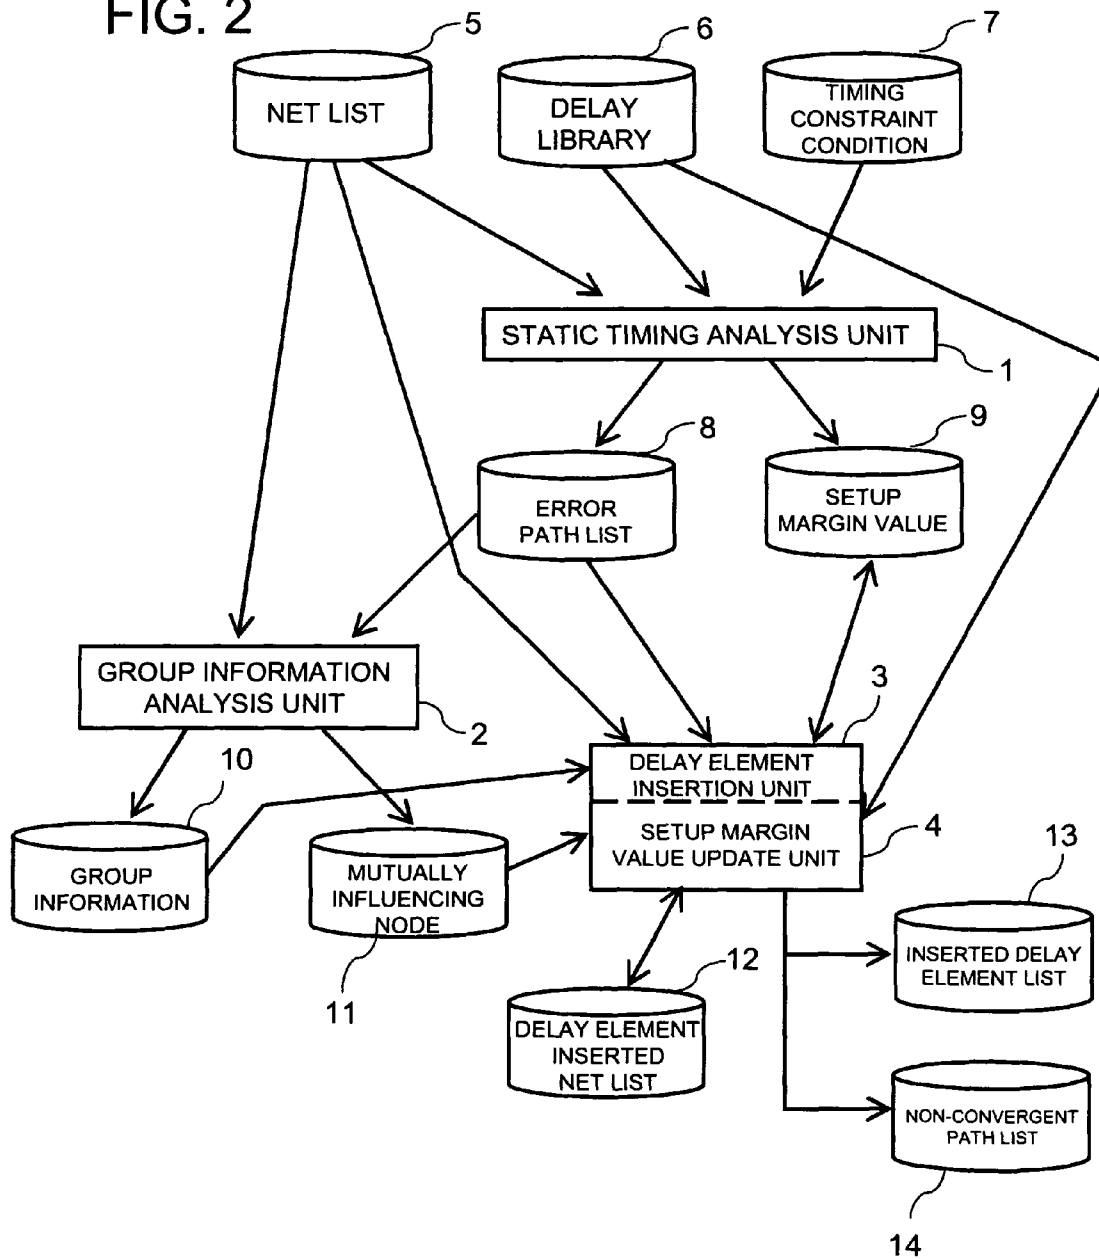 FIG. 2
5
6
7
NET LIST
DELAY
LIBRARY
TIMING
CONSTRAINT
CONDITION
STATIC TIMING ANALYSIS UNIT
1
8
9
ERROR
PATH LIST
SETUP
MARGIN VALUE
GROUP INFORMATION
ANALYSIS UNIT
2
3
DELAY ELEMENT
INSERTION UNIT
SETUP MARGIN
VALUE UPDATE UNIT
4
10
GROUP
INFORMATION
MUTUALLY
INFLUENCING
NODE
11
12
DELAY ELEMENT
INSERTED
NET LIST
13
INSERTED DELAY
ELEMENT LIST
NON-CONVERGENT
PATH LIST
14